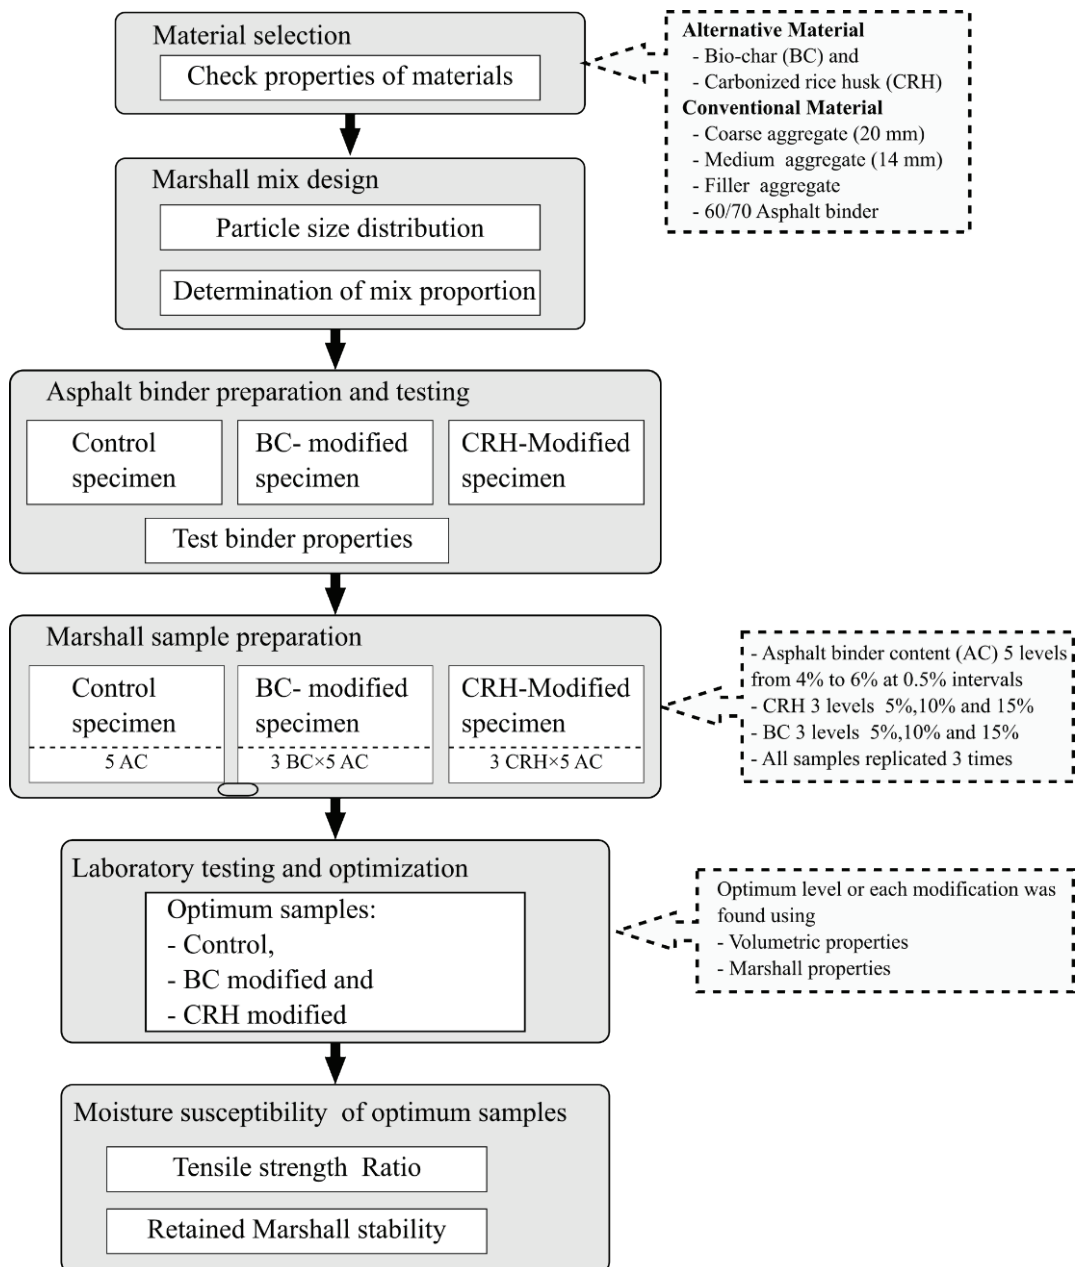 Material selection
Check properties of materials
Alternative Material
- Bio-char (BC) and
- Carbonized rice husk (CRH)
Conventional Material
- Coarse aggregate (20 mm)
- Medium aggregate (14 mm)
- Filler aggregate
- 60/70 Asphalt binder
Marshall mix design
Particle size distribution
Determination of mix proportion
Asphalt binder preparation and testing
Control
specimen
BC- modified
specimen
CRH-Modified
specimen
Test binder properties
Marshall sample preparation
Control
specimen
5 AC
BC- modified
specimen
3 BC×5 AC
CRH-Modified
specimen
3 CRH×5 AC
- Asphalt binder content (AC) 5 levels
from 4% to 6% at 0.5% intervals
- CRH 3 levels 5%,10% and 15%
- BC 3 levels 5%,10% and 15%
- All samples replicated 3 times
Laboratory testing and optimization
Optimum samples:
- Control,
- BC modified and
- CRH modified
Optimum level or each modification was
found using
- Volumetric properties
- Marshall properties
Moisture susceptibility of optimum samples
Tensile strength Ratio
Retained Marshall stability